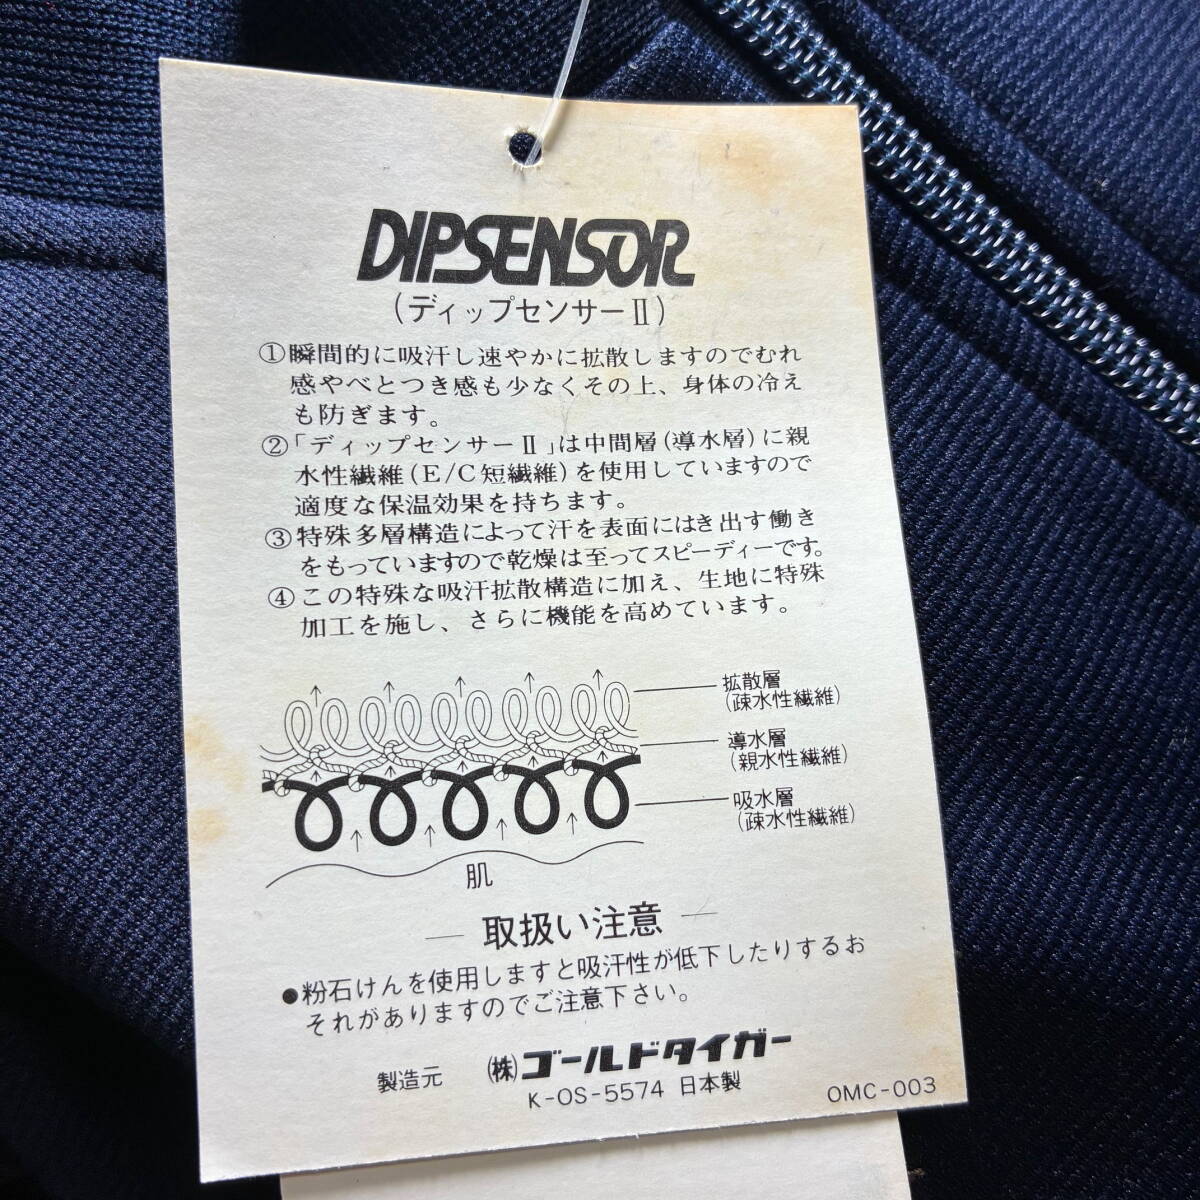 DIPSENSOR
（ディップセンサーⅡ）
①瞬間的に吸汗し速やかに拡散しますのでむれ
感やべとつき感も少なくその上、身体の冷え
も防ぎます。
②「ディップセンサーⅡ」は中間層（導水層）に親
水性繊維（E/C短繊維）を使用していますので
適度な保温効果を持ちます。
③特殊多層構造によって汗を表面にはき出す働き
をもっていますので乾燥は至ってスピーディーです。
④この特殊な吸汗拡散構造に加え、生地に特殊
加工を施し、さらに機能を高めています。
拡散層
（疎水性繊維）
導水層
（親水性繊維）
吸水層
（疎水性繊維）
肌
― 取扱い注意 ―
●粉石けんを使用しますと吸汗性が低下したりするお
それがありますのでご注意下さい。
製造元 ㈱ゴールドタイガー
K-OS-5574 日本製
OMC-003